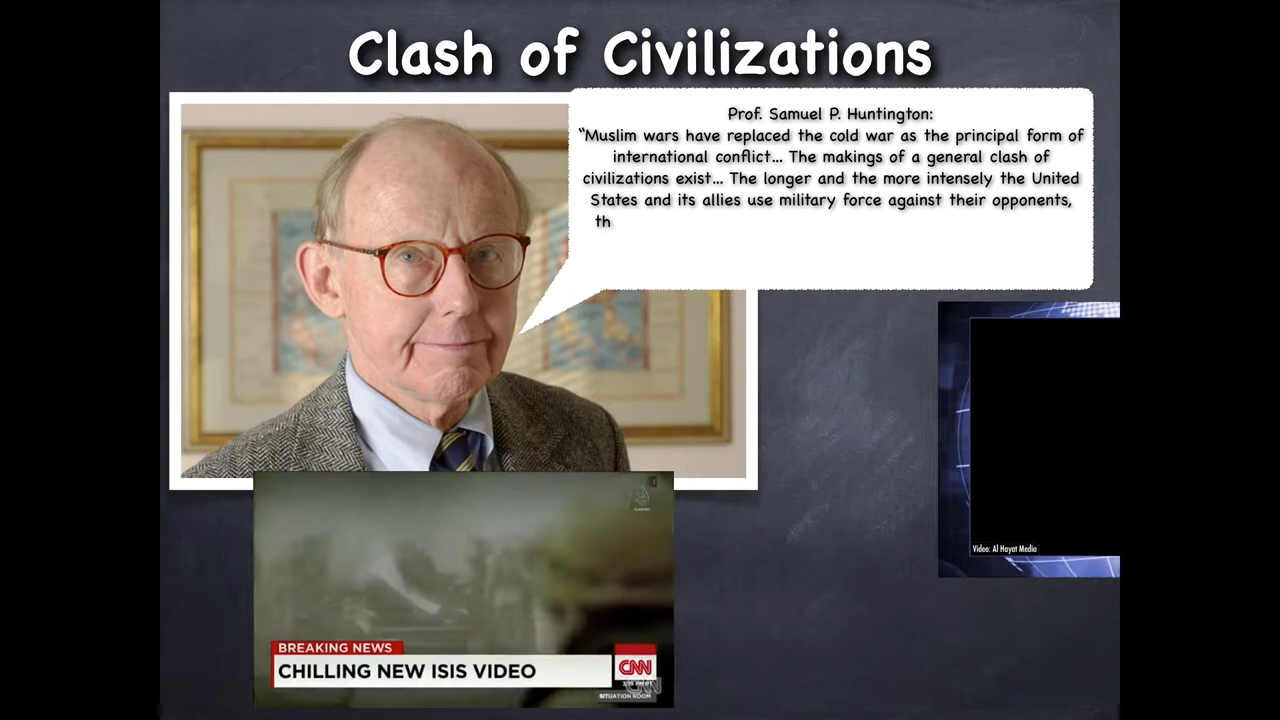 Clash of Civilizations
Prof. Samuel P. Huntington:
“Muslim wars have replaced the cold war as the principal form of
international conflict... The makings of a general clash of
civilizations exist... The longer and the more intensely the United
States and its allies use military force against their opponents,
th
Video: Al Hayat Media
BREAKING NEWS
CHILLING NEW ISIS VIDEO
CNN
SITUATION ROOM
CNN